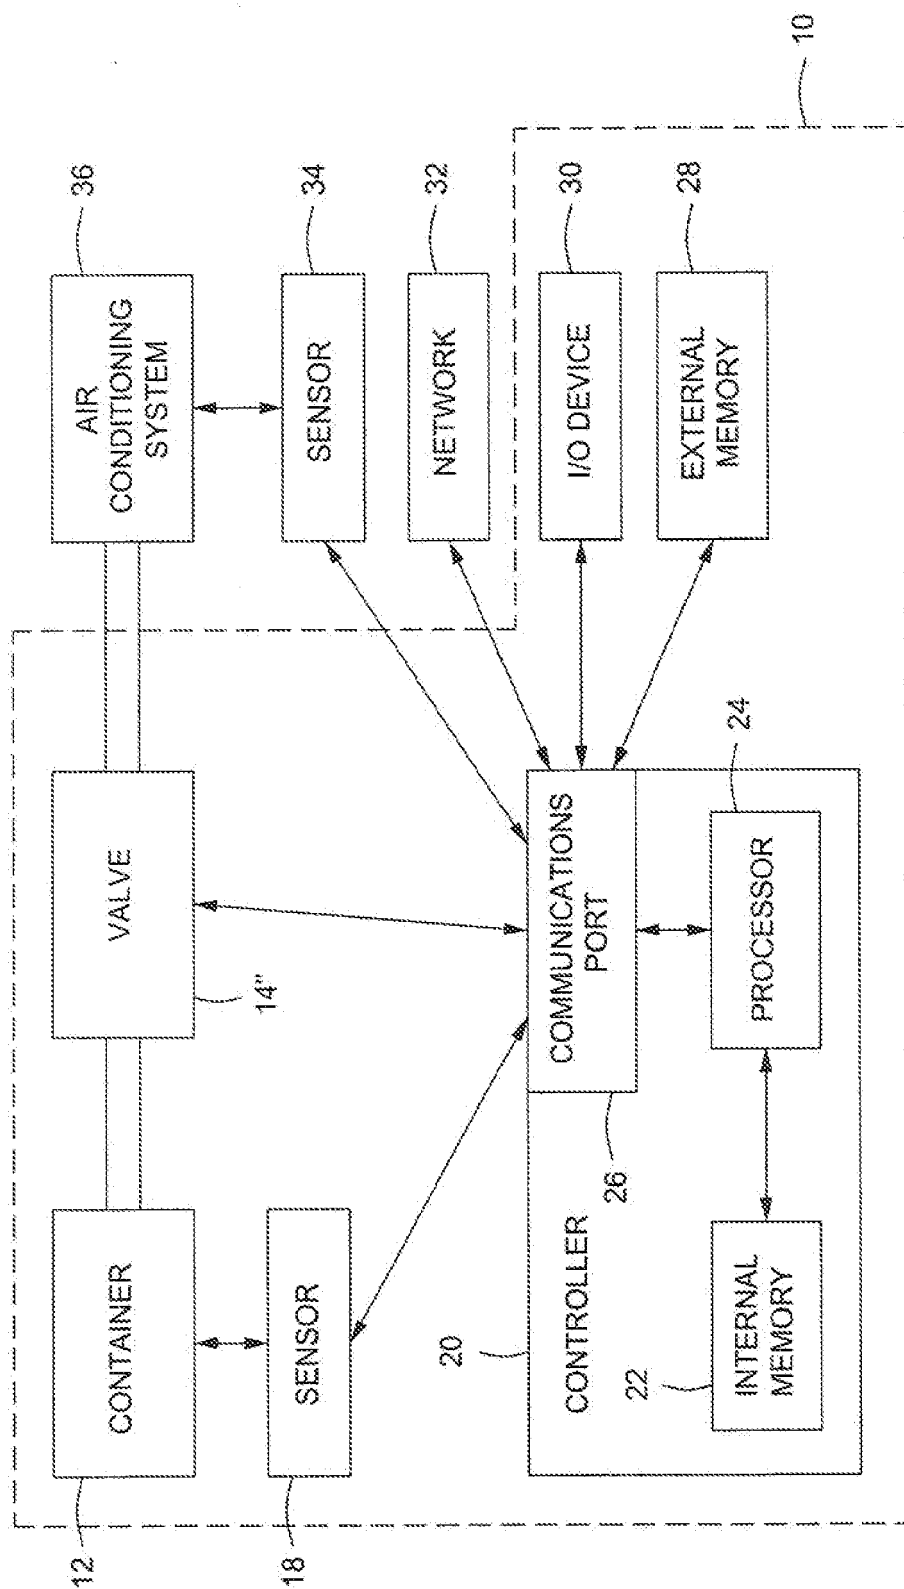 36
34
32
30
28
10
AIR
CONDITIONING
SYSTEM
SENSOR
NETWORK
I/O DEVICE
EXTERNAL
MEMORY
VALVE
14"
COMMUNICATIONS
PORT
24
PROCESSOR
26
CONTAINER
SENSOR
12
18
20
CONTROLLER
22
INTERNAL
MEMORY